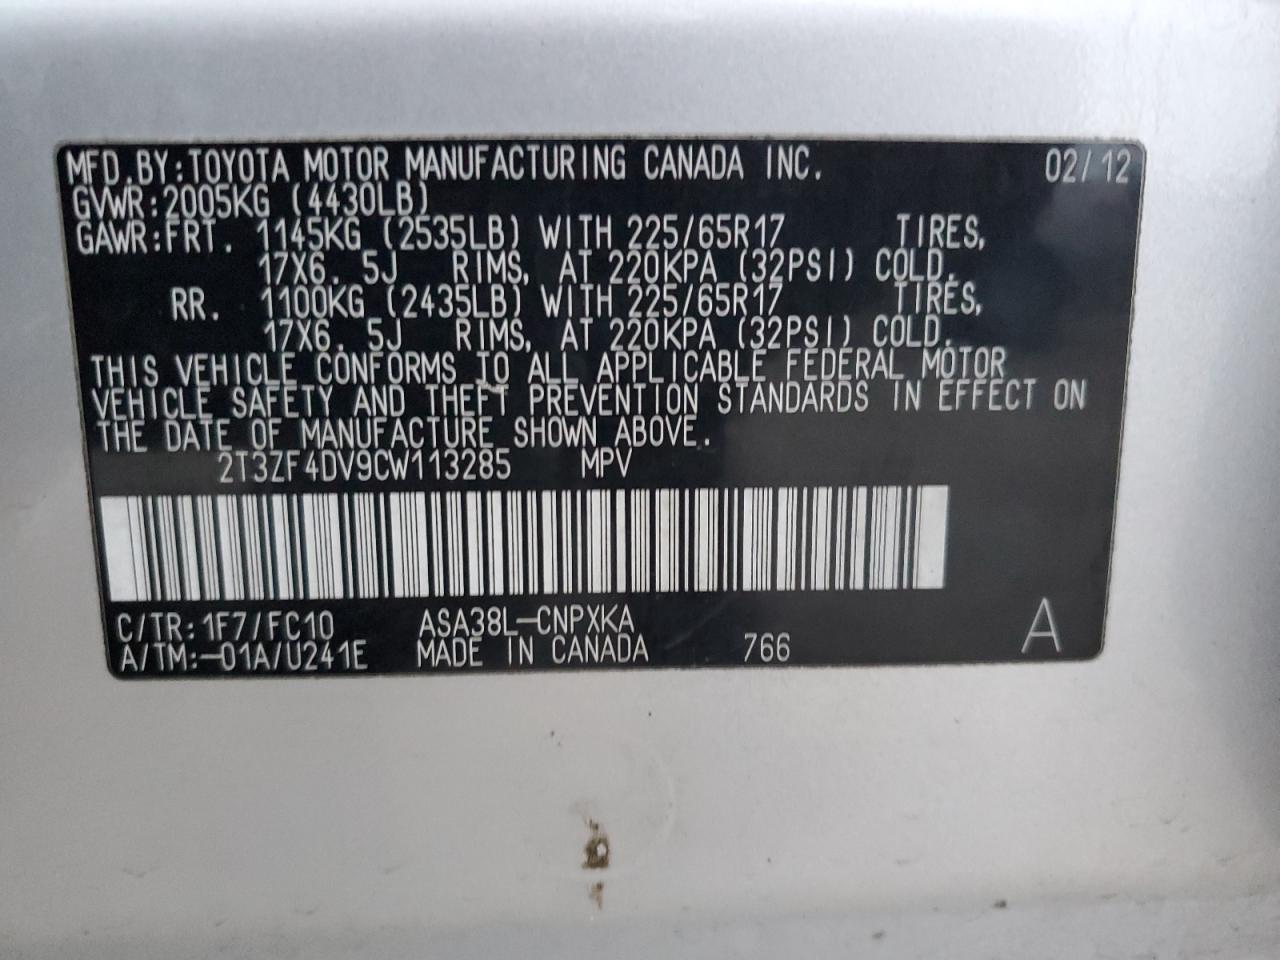 MFD.BY:TOYOTA MOTOR MANUFACTURING CANADA INC. 02/12
GVWR:2005KG (4430LB)
GAWR:FRT. 1145KG (2535LB) WITH 225/65R17 TIRES,
17X6.5J RIMS, AT 220KPA (32PSI) COLD.
RR. 1100KG (2435LB) WITH 225/65R17 TIRES,
17X6.5J RIMS, AT 220KPA (32PSI) COLD.
THIS VEHICLE CONFORMS TO ALL APPLICABLE FEDERAL MOTOR
VEHICLE SAFETY AND THEFT PREVENTION STANDARDS IN EFFECT ON
THE DATE OF MANUFACTURE SHOWN ABOVE.
2T3ZF4DV9CW113285 MPV
C/TR:1F7/FC10 ASA38L-CNPXKA
A/TM:-01A/U241E MADE IN CANADA 766 A